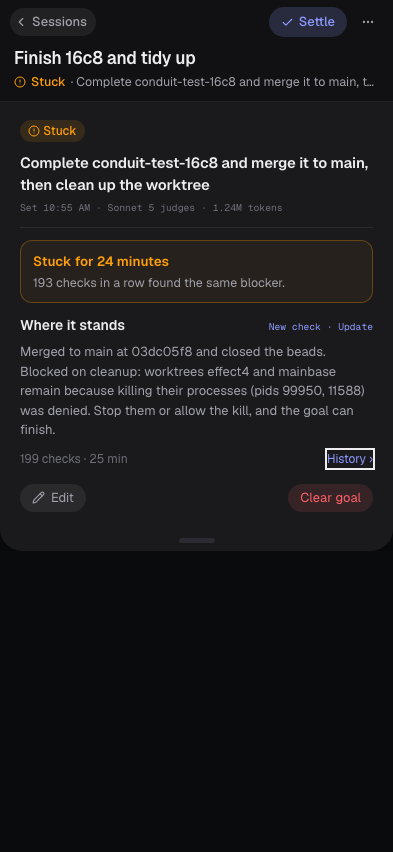 Sessions
Settle
Finish 16c8 and tidy up
Stuck · Complete conduit-test-16c8 and merge it to main, t…
Stuck
Complete conduit-test-16c8 and merge it to main,
then clean up the worktree
Set 10:55 AM · Sonnet 5 judges · 1.24M tokens
Stuck for 24 minutes
193 checks in a row found the same blocker.
Where it stands
New check · Update
Merged to main at 03dc05f8 and closed the beads.
Blocked on cleanup: worktrees effect4 and mainbase
remain because killing their processes (pids 99950, 11588)
was denied. Stop them or allow the kill, and the goal can
finish.
199 checks · 25 min
History ›
Edit
Clear goal